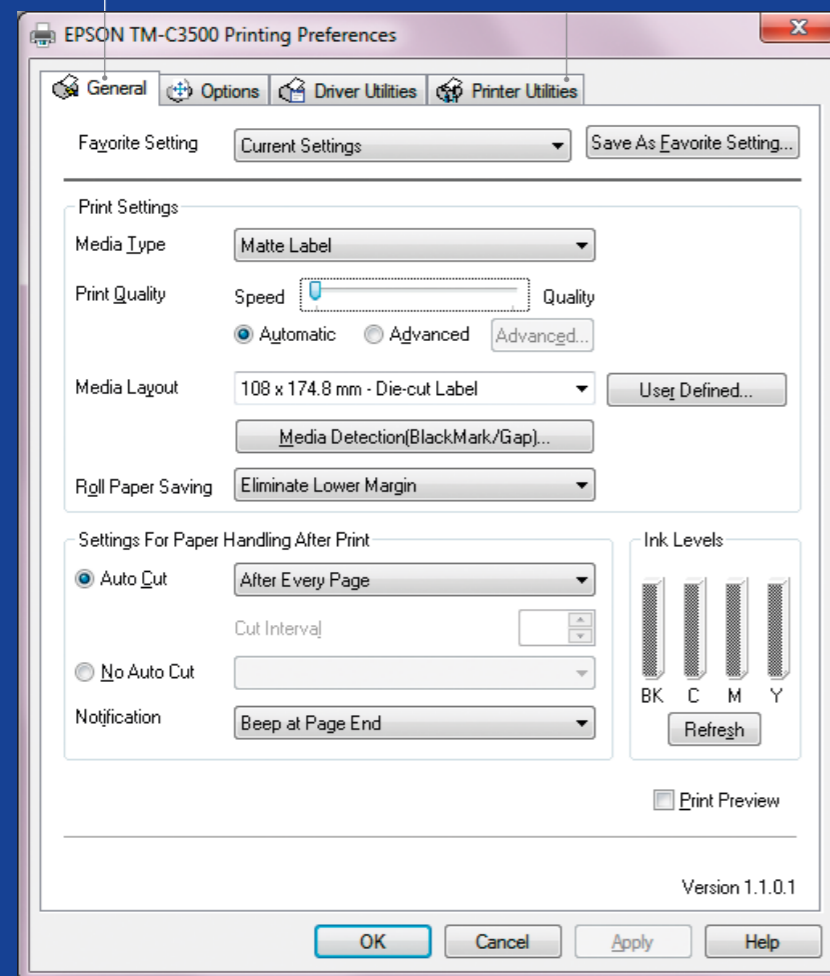 EPSON TM-C3500 Printing Preferences
General Options Driver Utilities Printer Utilities
Favorite Setting Current Settings Save As Favorite Setting...
Print Settings
Media Type Matte Label
Print Quality Speed Quality
Automatic Advanced Advanced...
Media Layout 108 x 174.8 mm - Die-cut Label User Defined...
Media Detection(BlackMark/Gap)...
Roll Paper Saving Eliminate Lower Margin
Settings For Paper Handling After Print
Auto Cut After Every Page
Cut Interval
No Auto Cut
Notification Beep at Page End
Ink Levels
BK C M Y
Refresh
Print Preview
Version 1.1.0.1
OK Cancel Apply Help